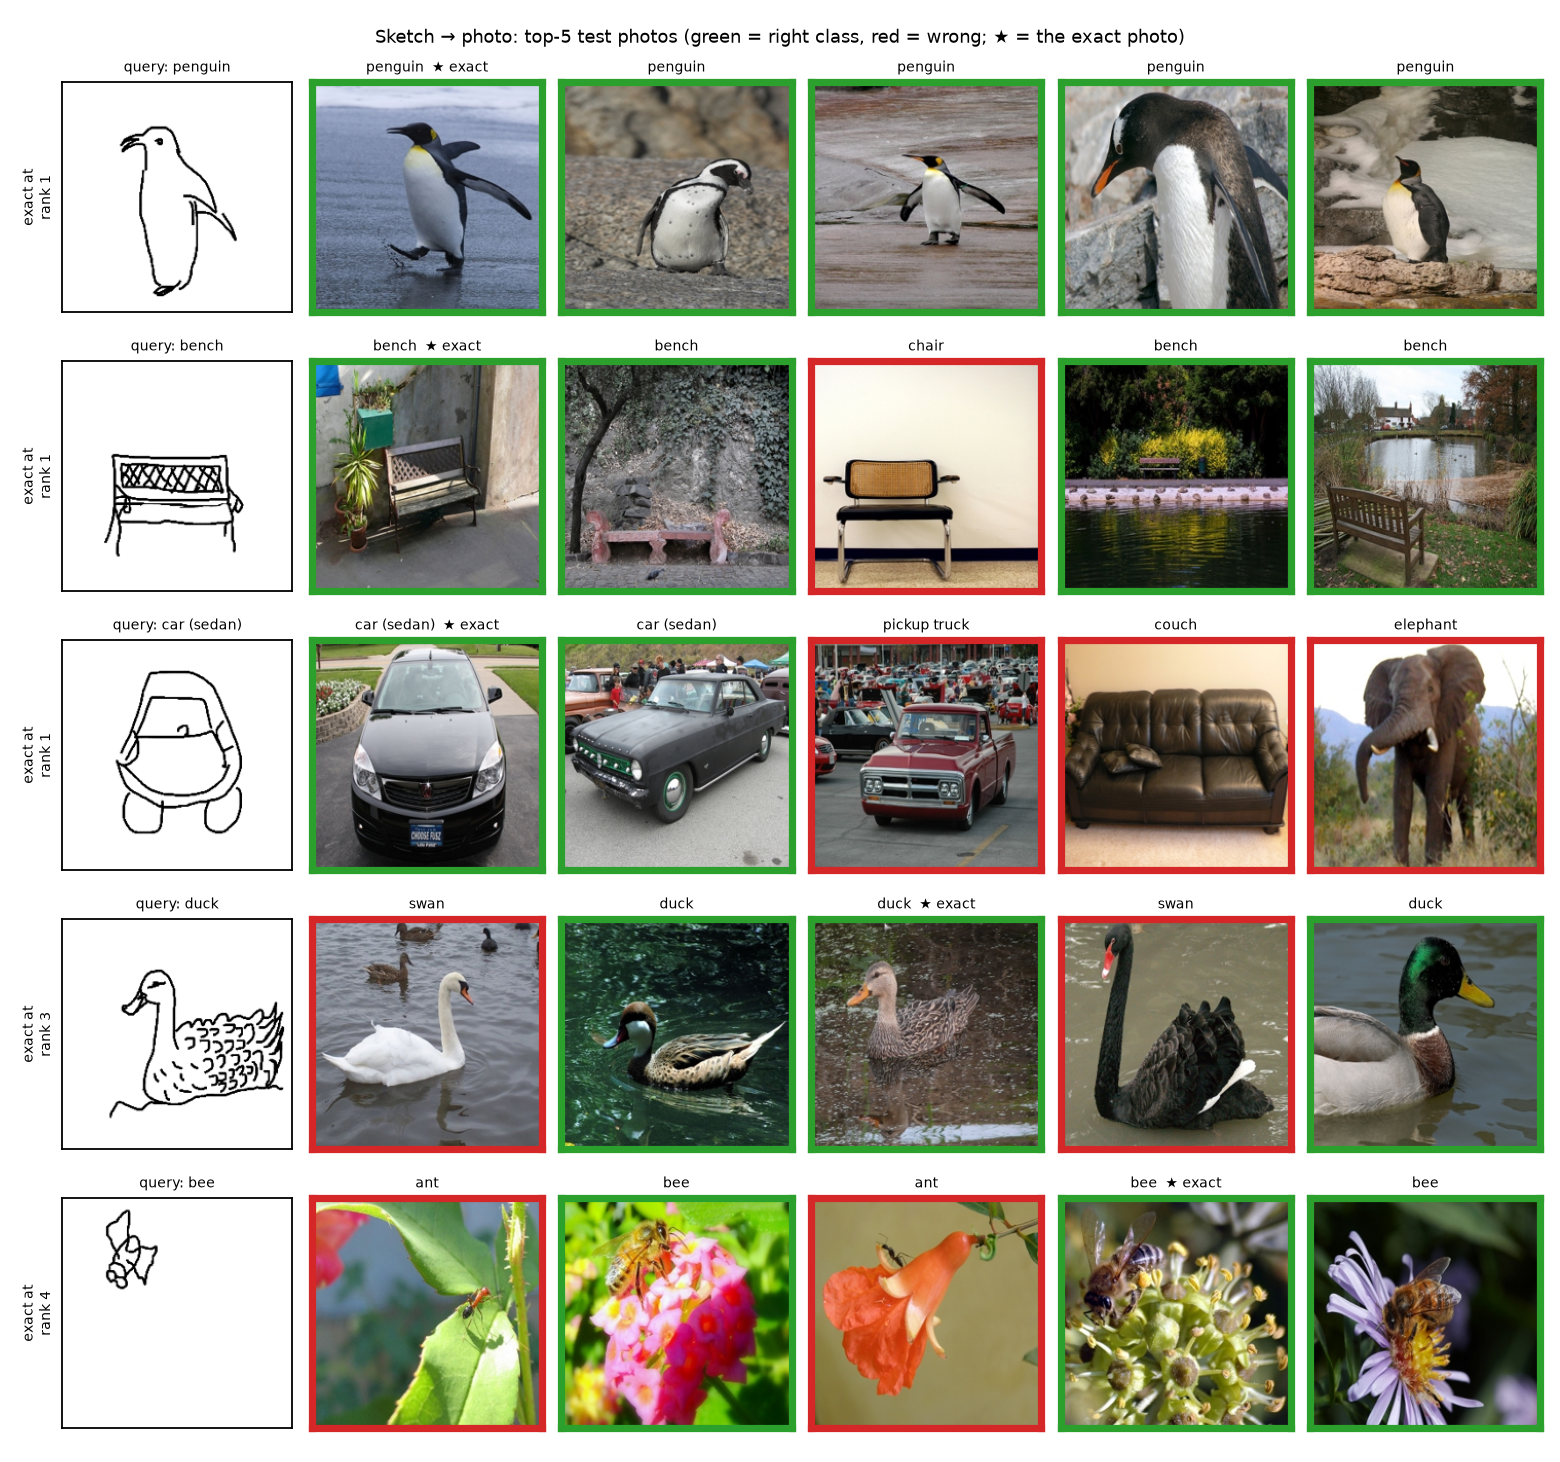 Sketch → photo: top-5 test photos (green = right class, red = wrong; ★ = the exact photo)
query: penguin
penguin ★ exact
penguin
penguin
penguin
penguin
exact at
rank 1
query: bench
bench ★ exact
bench
chair
bench
bench
exact at
rank 1
query: car (sedan)
car (sedan) ★ exact
car (sedan)
pickup truck
couch
elephant
exact at
rank 1
CHOOSE FUSZ
query: duck
swan
duck
duck ★ exact
swan
duck
exact at
rank 3
query: bee
ant
bee
ant
bee ★ exact
bee
exact at
rank 4